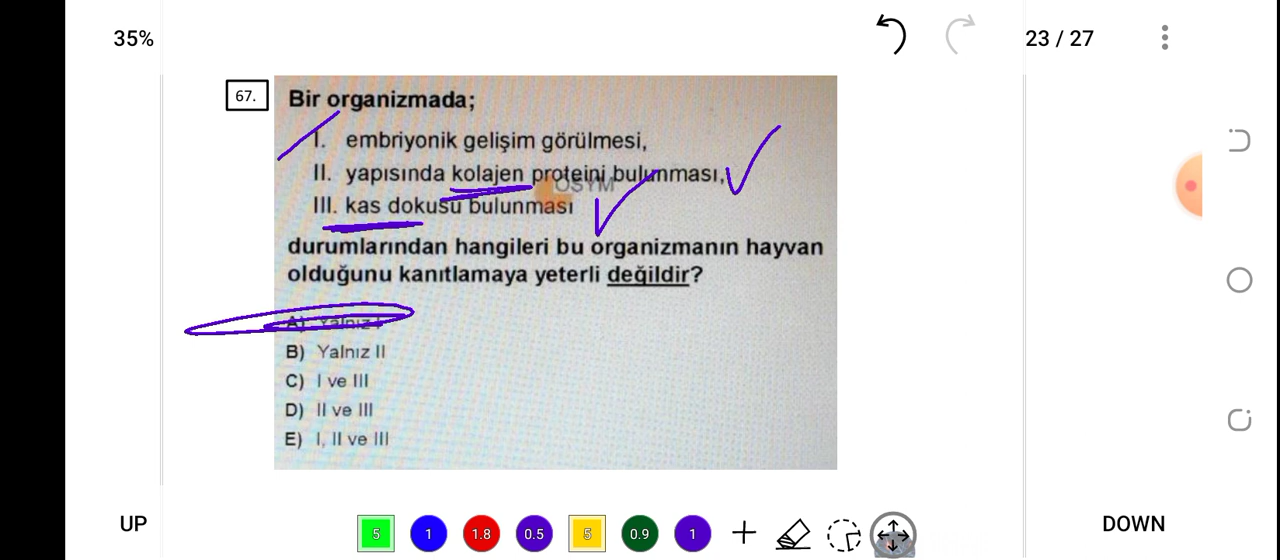 35%
23 / 27
67.
Bir organizmada;
I. embriyonik gelişim görülmesi,
II. yapısında kolajen proteini bulunması,
ÖSYM
III. kas dokusu bulunması
durumlarından hangileri bu organizmanın hayvan
olduğunu kanıtlamaya yeterli değildir?
A) Yalnız I
B) Yalnız II
C) I ve III
D) II ve III
E) I, II ve III
UP
5 1 1.8 0.5 5 0.9 1
DOWN